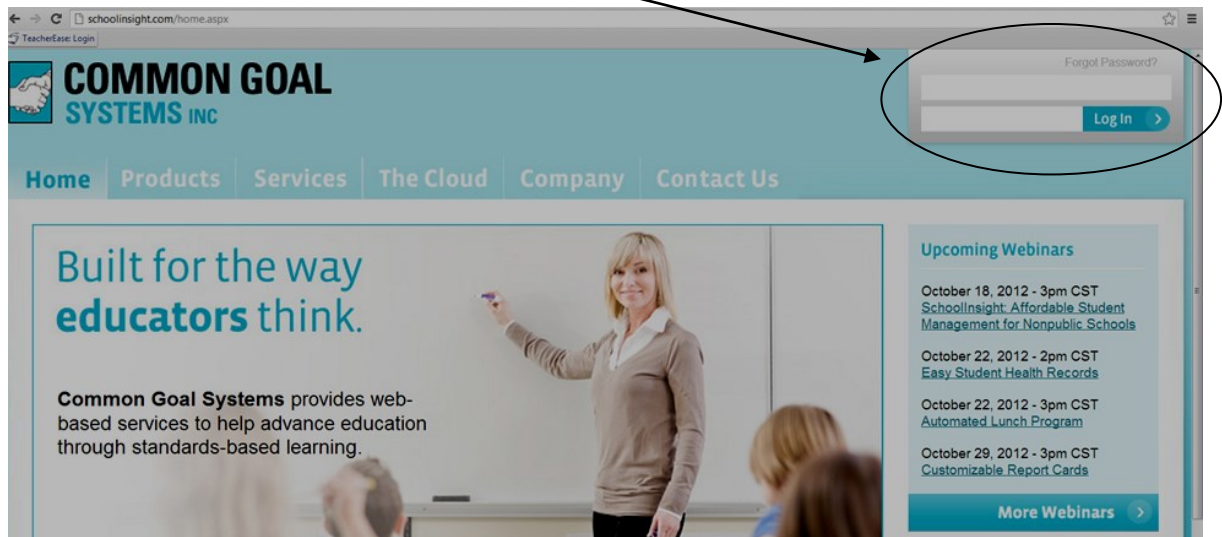 schoolinsight.com/home.aspx
TeacherEase: Login
COMMON GOAL
SYSTEMS INC
Forgot Password?
Log In
Home Products Services The Cloud Company Contact Us
Built for the way
educators think.
Common Goal Systems provides web-
based services to help advance education
through standards-based learning.
Upcoming Webinars
October 18, 2012 - 3pm CST
SchoolInsight: Affordable Student
Management for Nonpublic Schools
October 22, 2012 - 2pm CST
Easy Student Health Records
October 22, 2012 - 3pm CST
Automated Lunch Program
October 29, 2012 - 3pm CST
Customizable Report Cards
More Webinars